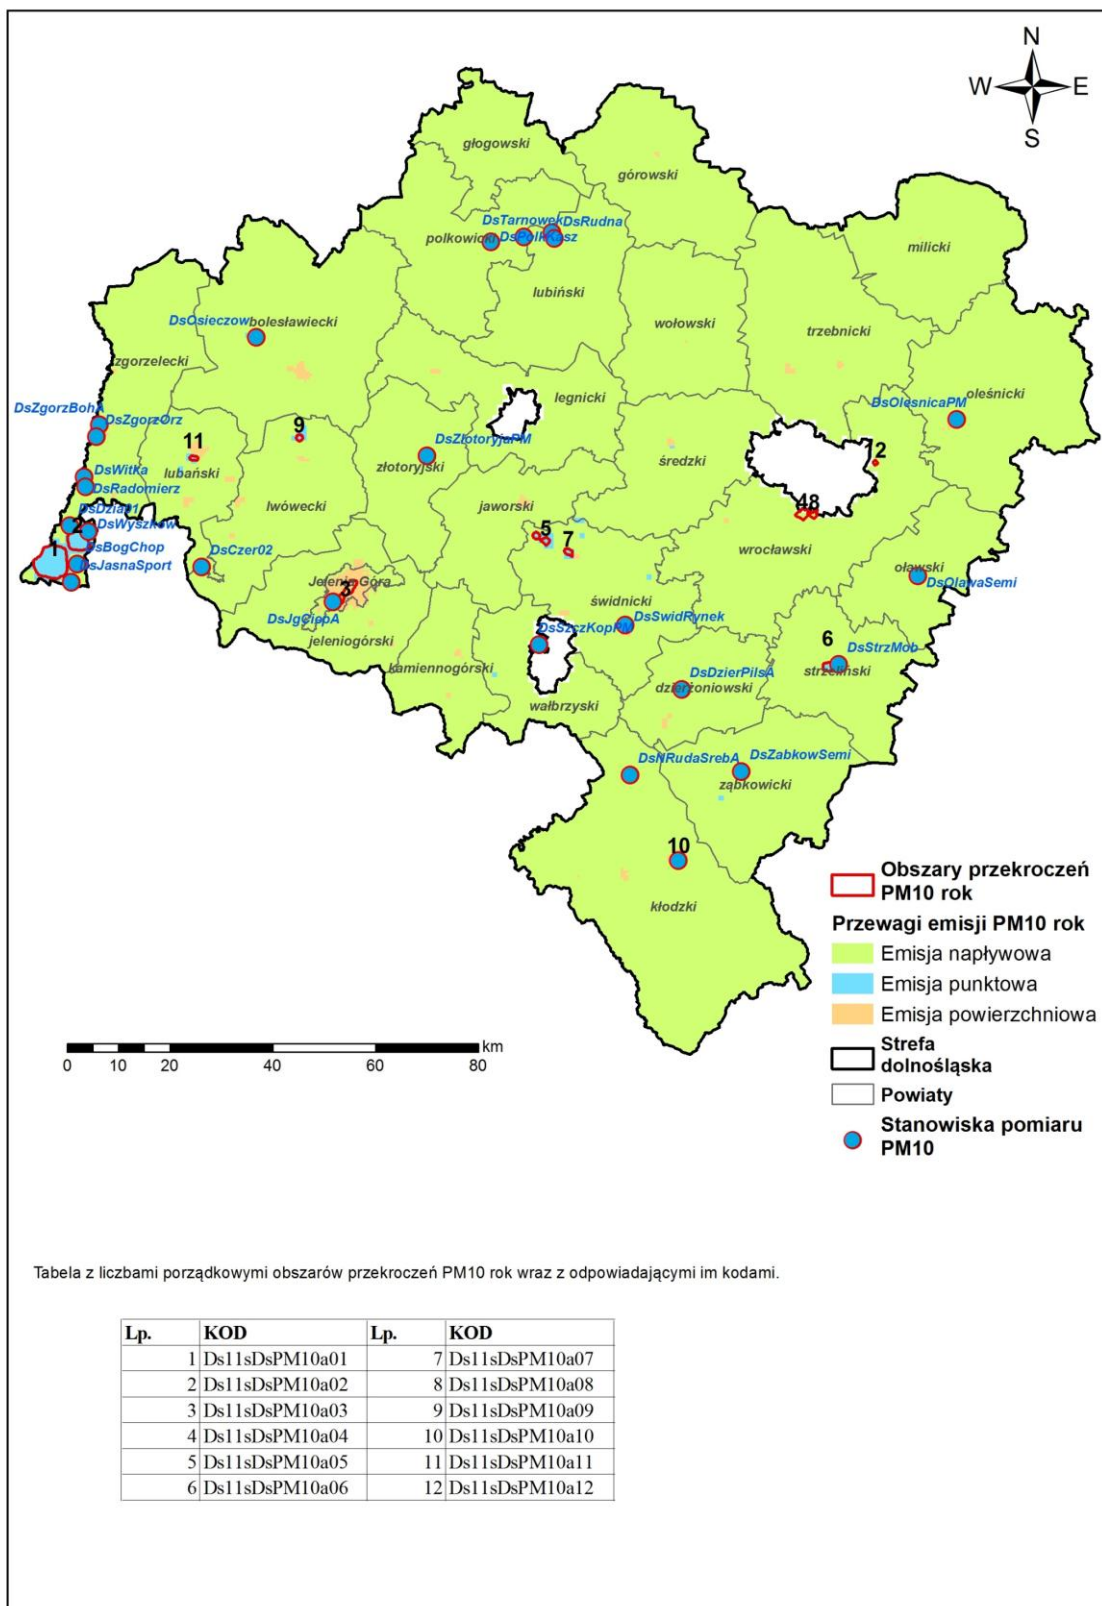 N
W E
S
głogowski
górowski
milicki
DsTarnowek
DsRudna
polkowicki
DsPolkKasz
lubiński
wołowski
trzebnicki
DsOsieczow
bolesławiecki
zgorzelecki
legnicki
oleśnicki
DsOlesnicaPM
DsZgorzBohA
DsZgorzOrz
9
11
lubański
DsZlotoryjaPM
złotoryjski
średzki
12
DsWitka
DsRadomierz
lwówecki
jaworski
48
DsDzia01
2
DsWyszkow
5
7
wrocławski
1
DsBogChop
DsJasnaSport
DsCzer02
Jelenia Góra
3
oławski
DsOlawaSemi
DsJgCiepA
świdnicki
DsSwidRynek
DsSzczKopPM
jeleniogórski
6
DsStrzMob
strzeliński
kamiennogórski
DsDzierPilsA
dzierżoniowski
wałbrzyski
DsNRudaSrebA
DsZabkowSemi
ząbkowicki
10
kłodzki
Obszary przekroczeń
PM10 rok
Przewagi emisji PM10 rok
Emisja napływowa
Emisja punktowa
Emisja powierzchniowa
Strefa
dolnośląska
Powiaty
Stanowiska pomiaru
PM10
km
0 10 20 40 60 80
Tabela z liczbami porządkowymi obszarów przekroczeń PM10 rok wraz z odpowiadającymi im kodami.
Lp. KOD Lp. KOD
1 Ds11sDsPM10a01 7 Ds11sDsPM10a07
2 Ds11sDsPM10a02 8 Ds11sDsPM10a08
3 Ds11sDsPM10a03 9 Ds11sDsPM10a09
4 Ds11sDsPM10a04 10 Ds11sDsPM10a10
5 Ds11sDsPM10a05 11 Ds11sDsPM10a11
6 Ds11sDsPM10a06 12 Ds11sDsPM10a12